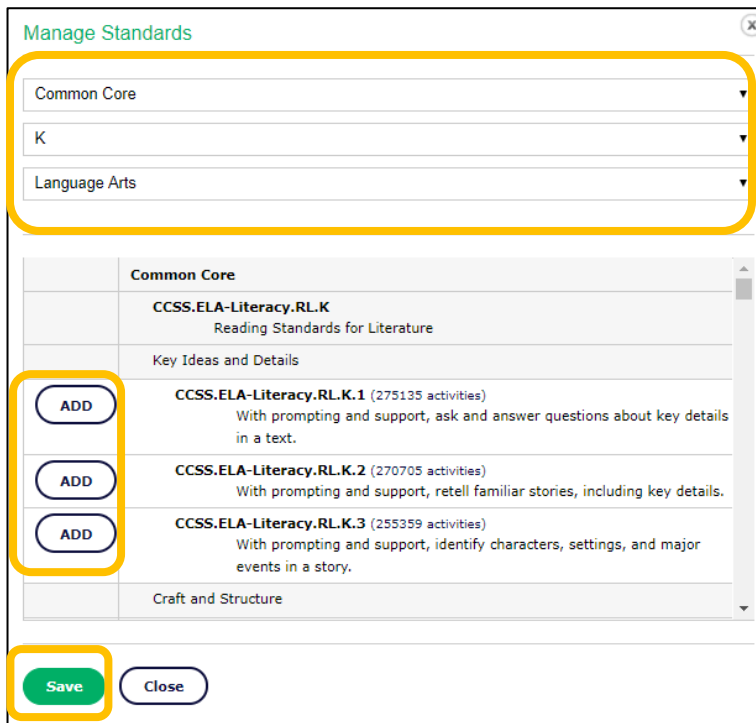 Manage Standards
Common Core
K
Language Arts
Common Core
CCSS.ELA-Literacy.RL.K
Reading Standards for Literature
Key Ideas and Details
ADD
CCSS.ELA-Literacy.RL.K.1 (275135 activities)
With prompting and support, ask and answer questions about key details
in a text.
ADD
CCSS.ELA-Literacy.RL.K.2 (270705 activities)
With prompting and support, retell familiar stories, including key details.
ADD
CCSS.ELA-Literacy.RL.K.3 (255359 activities)
With prompting and support, identify characters, settings, and major
events in a story.
Craft and Structure
Save
Close